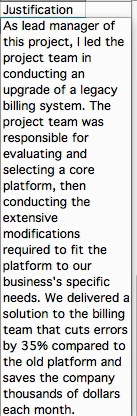 Justification
As lead manager of
this project, I led the
project team in
conducting an
upgrade of a legacy
billing system. The
project team was
responsible for
evaluating and
selecting a core
platform, then
conducting the
extensive
modifications
required to fit the
platform to our
business's specific
needs. We delivered a
solution to the billing
team that cuts errors
by 35% compared to
the old platform and
saves the company
thousands of dollars
each month.